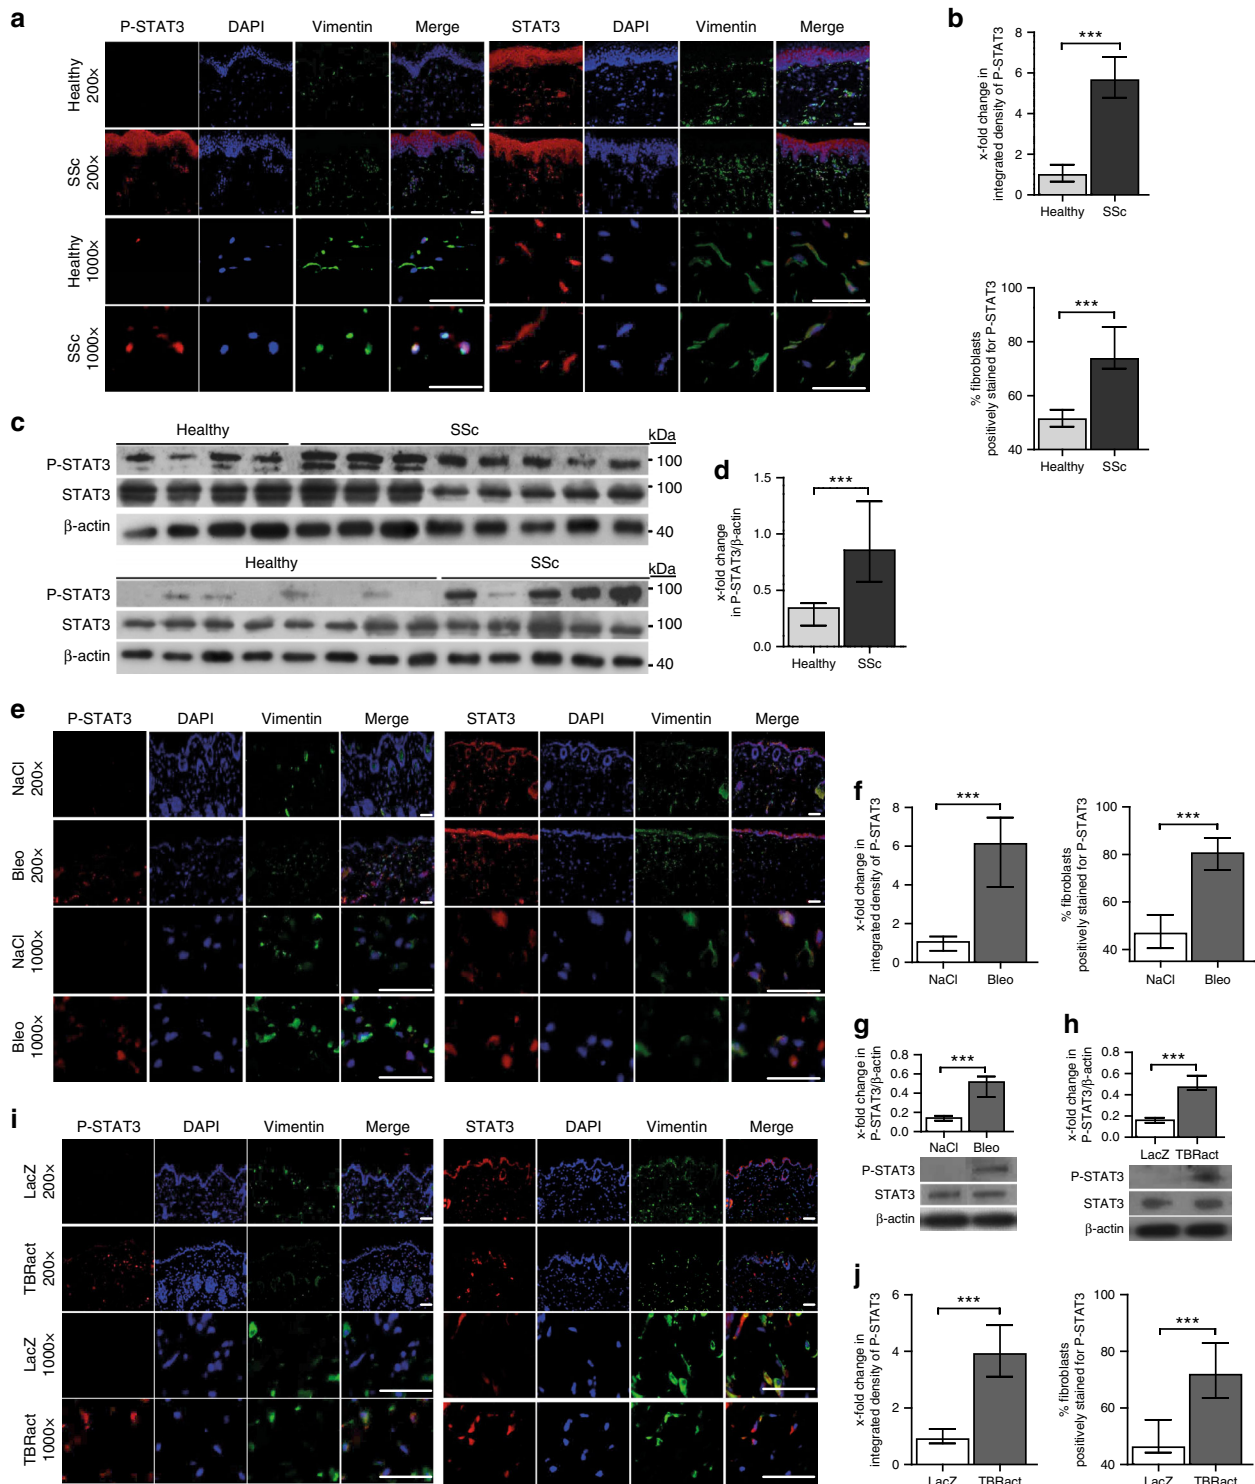 a
P-STAT3 DAPI Vimentin Merge STAT3 DAPI Vimentin Merge
Healthy 200×
SSc 200×
Healthy 1000×
SSc 1000×
b
x-fold change in integrated density of P-STAT3
8
6
4
2
0
***
Healthy SSc
% fibroblasts positively stained for P-STAT3
100
80
60
40
***
Healthy SSc
c
Healthy SSc kDa
P-STAT3 100
STAT3 100
β-actin 40
Healthy SSc kDa
P-STAT3 100
STAT3 100
β-actin 40
d
x-fold change in P-STAT3/β-actin
1.5
1.0
0.5
0.0
***
Healthy SSc
e
P-STAT3 DAPI Vimentin Merge STAT3 DAPI Vimentin Merge
NaCl 200×
Bleo 200×
NaCl 1000×
Bleo 1000×
f
x-fold change in integrated density of P-STAT3
8
6
4
2
0
***
NaCl Bleo
% fibroblasts positively stained for P-STAT3
100
80
60
40
***
NaCl Bleo
g
x-fold change in P-STAT3/β-actin
0.8
0.6
0.4
0.2
0.0
***
NaCl Bleo
P-STAT3
STAT3
β-actin
h
x-fold change in P-STAT3/β-actin
0.8
0.6
0.4
0.2
0
***
LacZ TBRact
P-STAT3
STAT3
β-actin
i
P-STAT3 DAPI Vimentin Merge STAT3 DAPI Vimentin Merge
LacZ 200×
TBRact 200×
LacZ 1000×
TBRact 1000×
j
x-fold change in integrated density of P-STAT3
6
4
2
0
***
LacZ TBRact
% fibroblasts positively stained for P-STAT3
100
80
60
40
***
LacZ TBRact